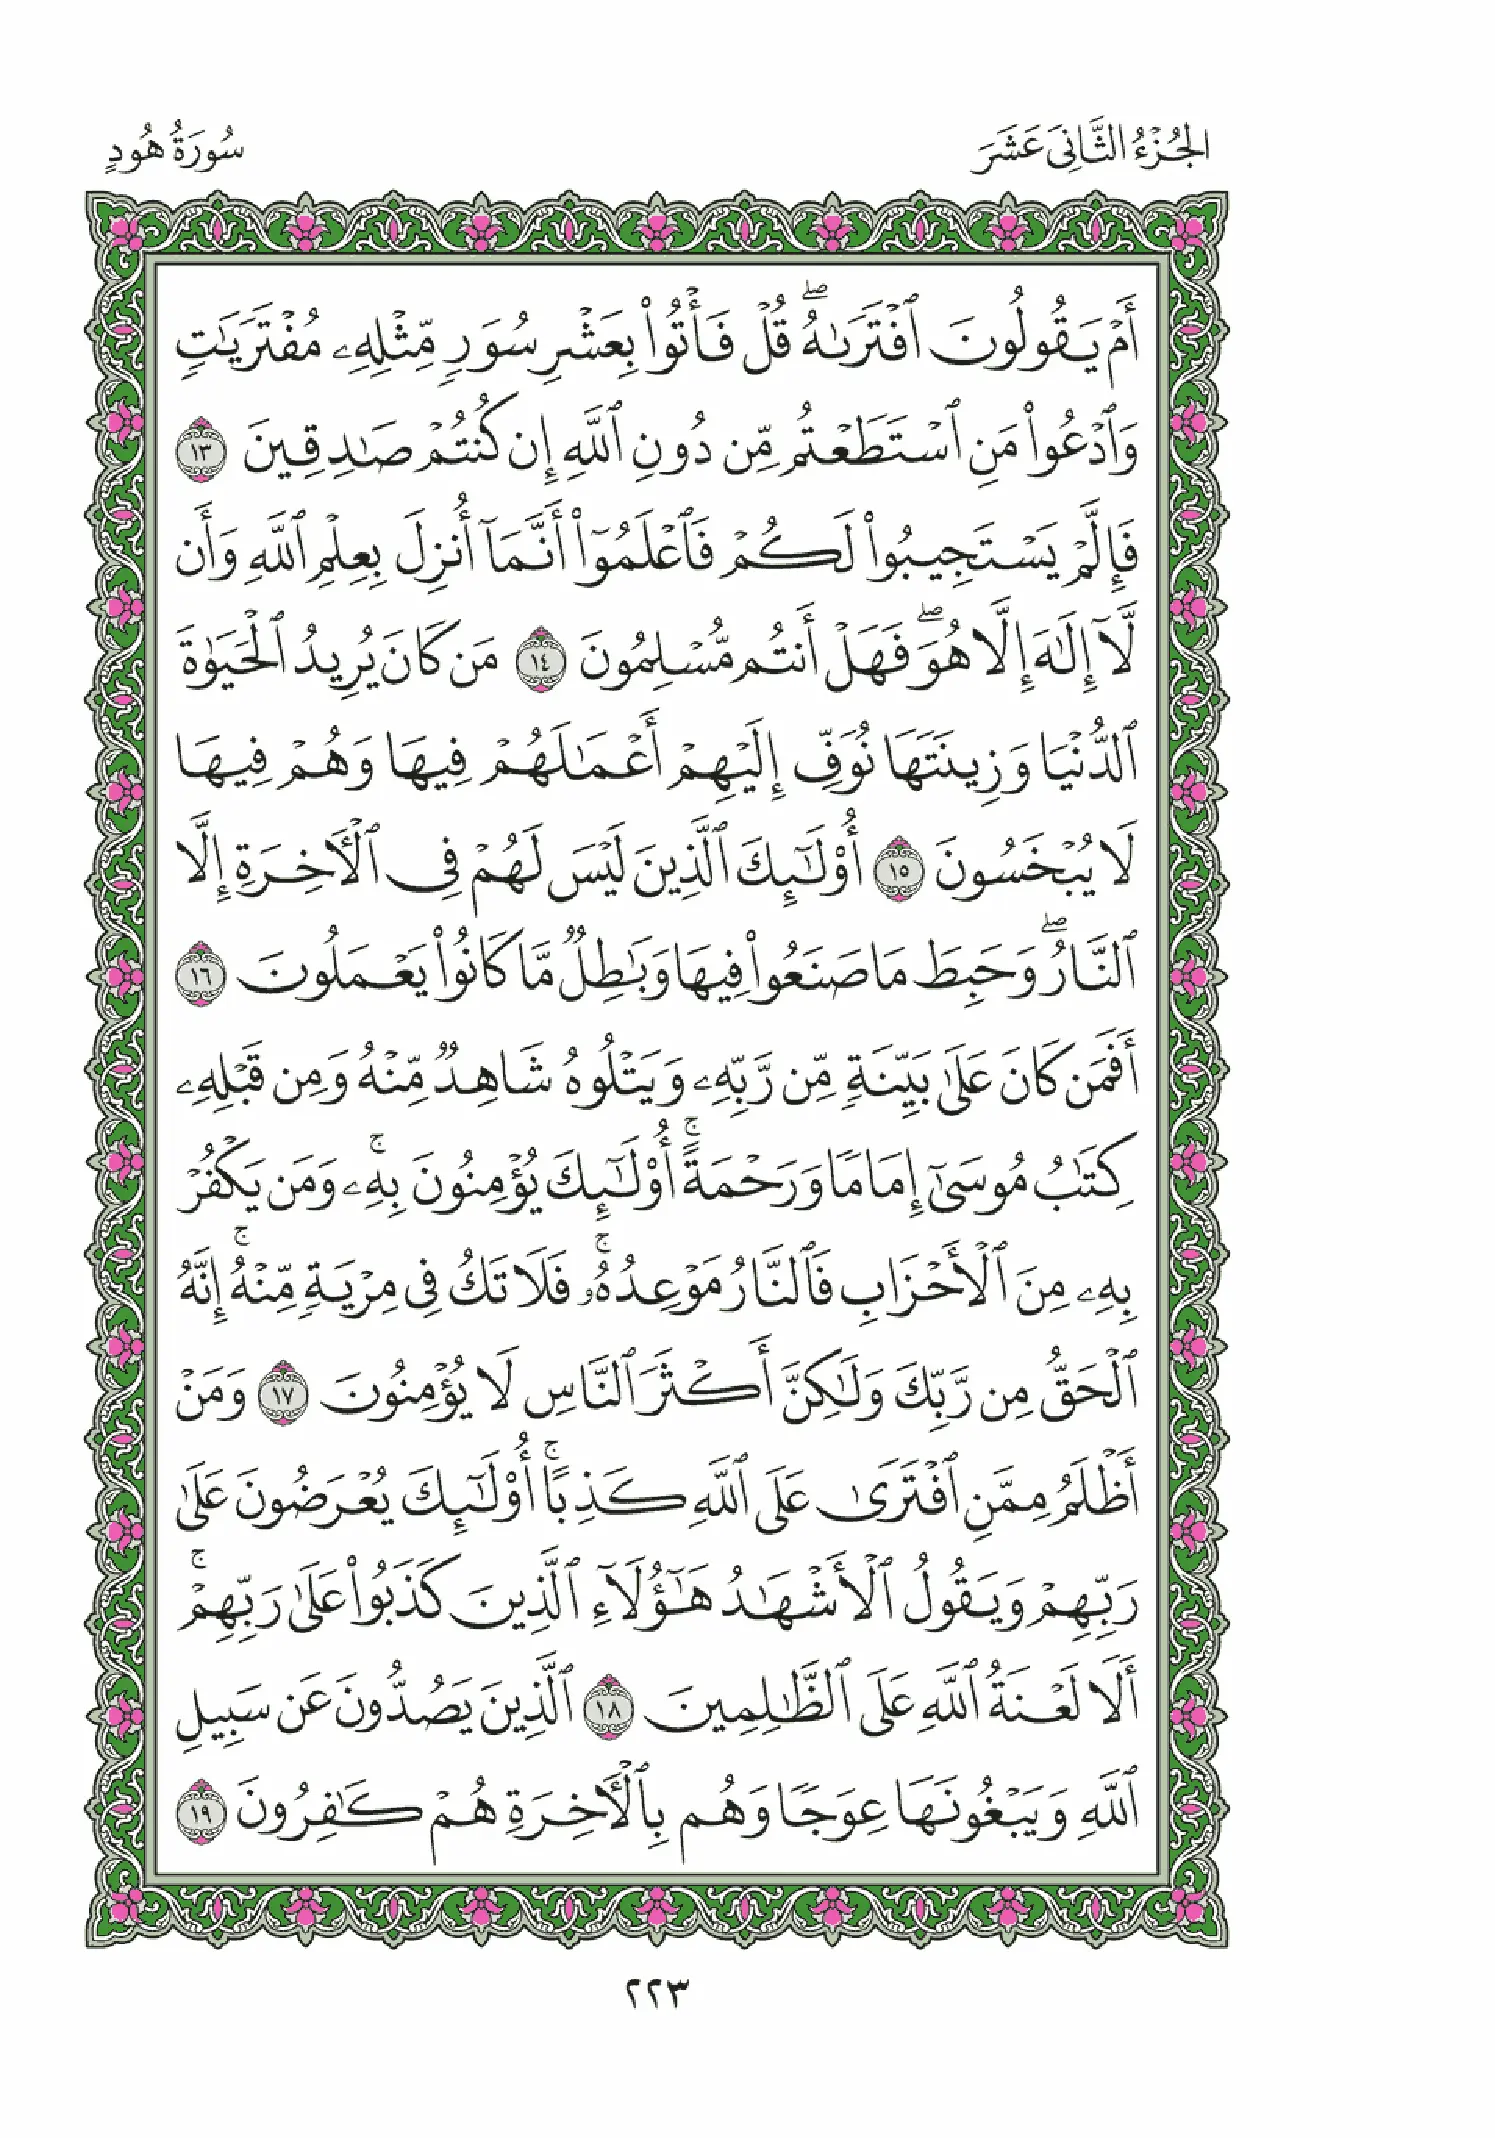 الجُزْءُ الثَّانِي عَشَرَ
سُورَةُ هُودٍ
أَمْ يَقُولُونَ ٱفْتَرَىٰهُۖ قُلْ فَأْتُوا۟ بِعَشْرِ سُوَرٍ مِّثْلِهِۦ مُفْتَرَيَٰتٍ
وَٱدْعُوا۟ مَنِ ٱسْتَطَعْتُم مِّن دُونِ ٱللَّهِ إِن كُنتُمْ صَٰدِقِينَ ١٣
فَإِلَّمْ يَسْتَجِيبُوا۟ لَكُمْ فَٱعْلَمُوٓا۟ أَنَّمَآ أُنزِلَ بِعِلْمِ ٱللَّهِ وَأَن
لَّآ إِلَٰهَ إِلَّا هُوَۖ فَهَلْ أَنتُم مُّسْلِمُونَ ١٤ مَن كَانَ يُرِيدُ ٱلْحَيَوٰةَ
ٱلدُّنْيَا وَزِينَتَهَا نُوَفِّ إِلَيْهِمْ أَعْمَٰلَهُمْ فِيهَا وَهُمْ فِيهَا
لَا يُبْخَسُونَ ١٥ أُو۟لَٰٓئِكَ ٱلَّذِينَ لَيْسَ لَهُمْ فِى ٱلْءَاخِرَةِ إِلَّا
ٱلنَّارُۖ وَحَبِطَ مَا صَنَعُوا۟ فِيهَا وَبَٰطِلٌ مَّا كَانُوا۟ يَعْمَلُونَ ١٦
أَفَمَن كَانَ عَلَىٰ بَيِّنَةٍ مِّن رَّبِّهِۦ وَيَتْلُوهُ شَاهِدٌ مِّنْهُ وَمِن قَبْلِهِۦ
كِتَٰبُ مُوسَىٰٓ إِمَامًا وَرَحْمَةًۚ أُو۟لَٰٓئِكَ يُؤْمِنُونَ بِهِۦۚ وَمَن يَكْفُرْ
بِهِۦ مِنَ ٱلْأَحْزَابِ فَٱلنَّارُ مَوْعِدُهُۥۚ فَلَا تَكُ فِى مِرْيَةٍ مِّنْهُۚ إِنَّهُ
ٱلْحَقُّ مِن رَّبِّكَ وَلَٰكِنَّ أَكْثَرَ ٱلنَّاسِ لَا يُؤْمِنُونَ ١٧ وَمَنْ
أَظْلَمُ مِمَّنِ ٱفْتَرَىٰ عَلَى ٱللَّهِ كَذِبًاۚ أُو۟لَٰٓئِكَ يُعْرَضُونَ عَلَىٰ
رَبِّهِمْ وَيَقُولُ ٱلْأَشْهَٰدُ هَٰٓؤُلَآءِ ٱلَّذِينَ كَذَبُوا۟ عَلَىٰ رَبِّهِمْۚ
أَلَا لَعْنَةُ ٱللَّهِ عَلَى ٱلظَّٰلِمِينَ ١٨ ٱلَّذِينَ يَصُدُّونَ عَن سَبِيلِ
ٱللَّهِ وَيَبْغُونَهَا عِوَجًا وَهُم بِٱلْءَاخِرَةِ هُمْ كَٰفِرُونَ ١٩
٢٢٣